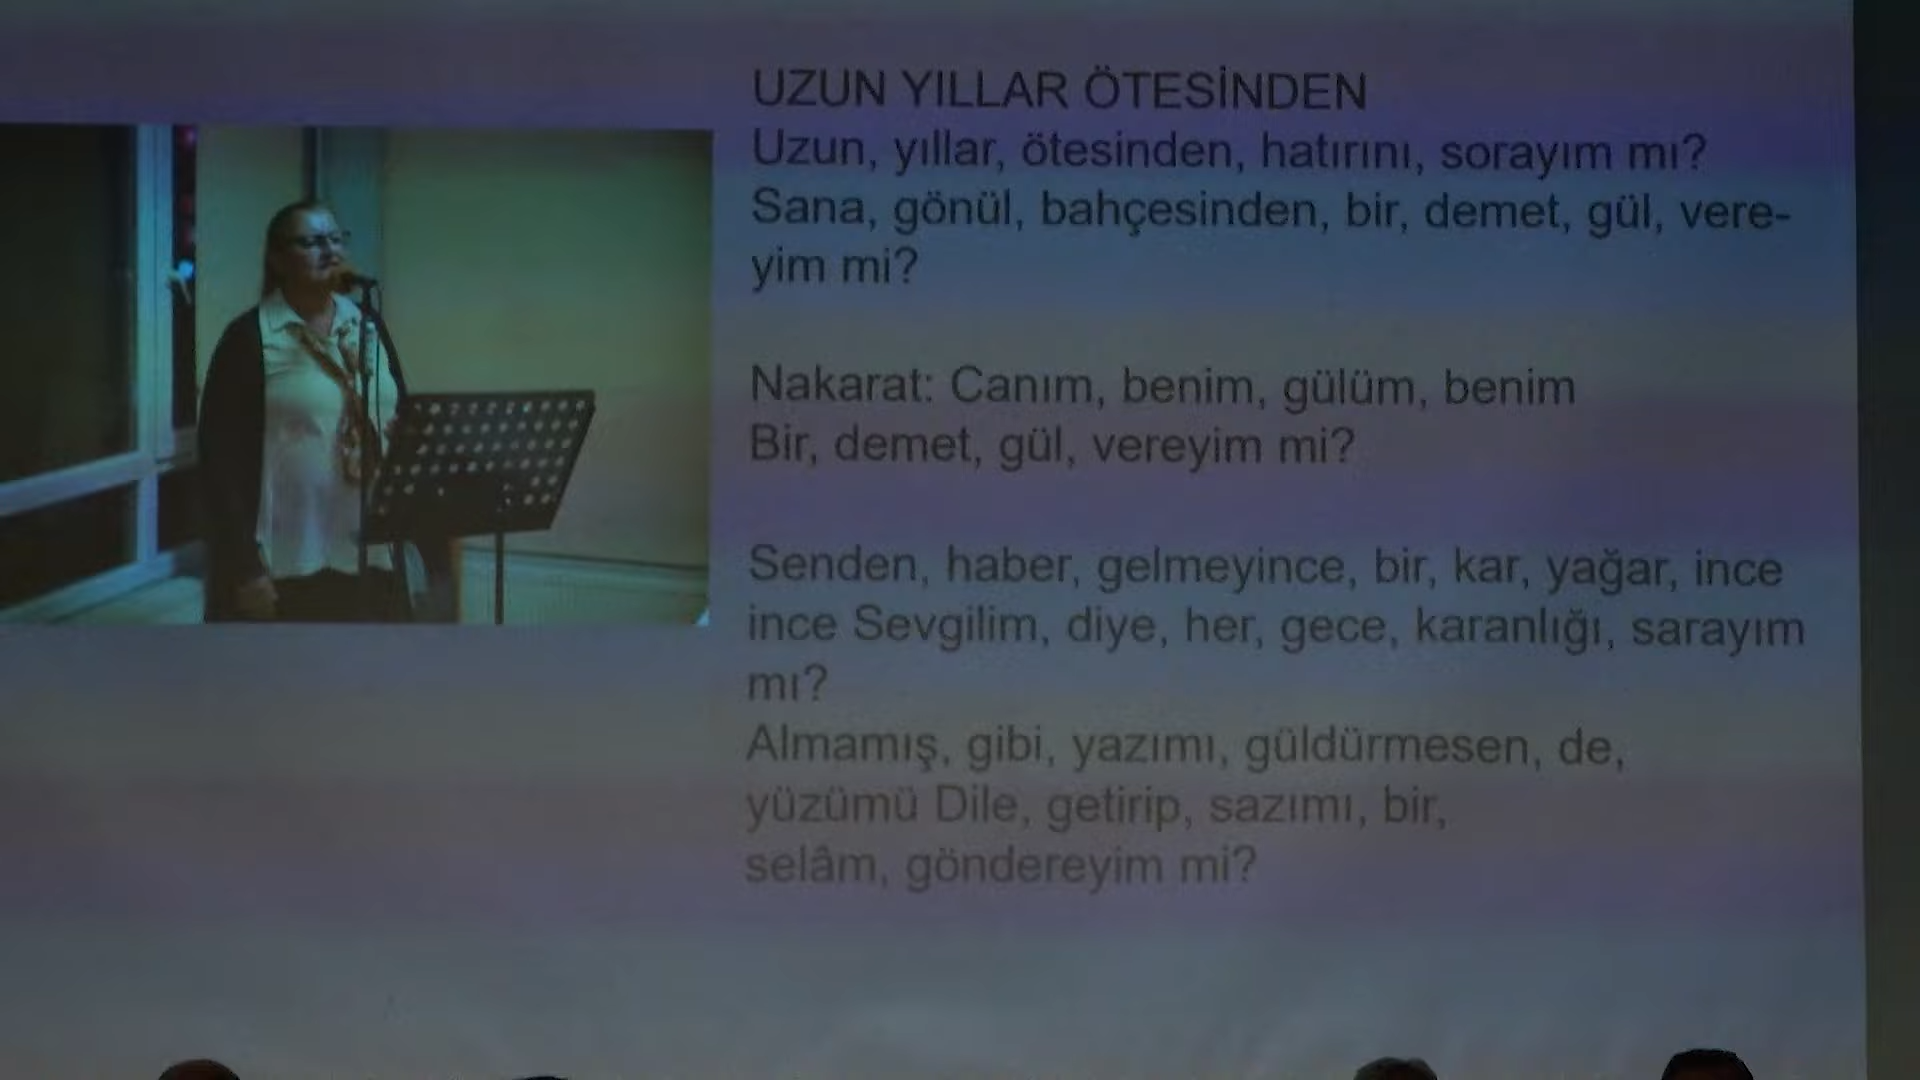 UZUN YILLAR ÖTESİNDEN
Uzun, yıllar, ötesinden, hatırını, sorayım mı?
Sana, gönül, bahçesinden, bir, demet, gül, vere-
yim mi?
Nakarat: Canım, benim, gülüm, benim
Bir, demet, gül, vereyim mi?
Senden, haber, gelmeyince, bir, kar, yağar, ince
ince Sevgilim, diye, her, gece, karanlığı, sarayım
mı?
Almamış, gibi, yazımı, güldürmesen, de,
yüzümü Dile, getirip, sazımı, bir,
selâm, göndereyim mi?